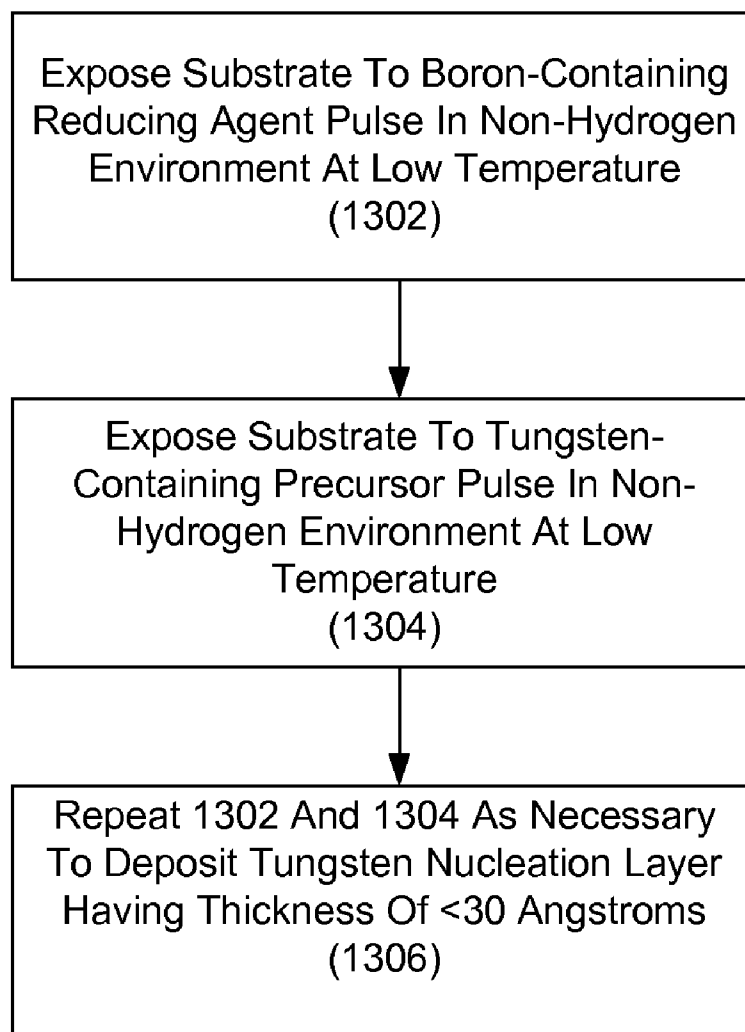 Expose Substrate To Boron-Containing
Reducing Agent Pulse In Non-Hydrogen
Environment At Low Temperature
(1302)
Expose Substrate To Tungsten-
Containing Precursor Pulse In Non-
Hydrogen Environment At Low
Temperature
(1304)
Repeat 1302 And 1304 As Necessary
To Deposit Tungsten Nucleation Layer
Having Thickness Of <30 Angstroms
(1306)